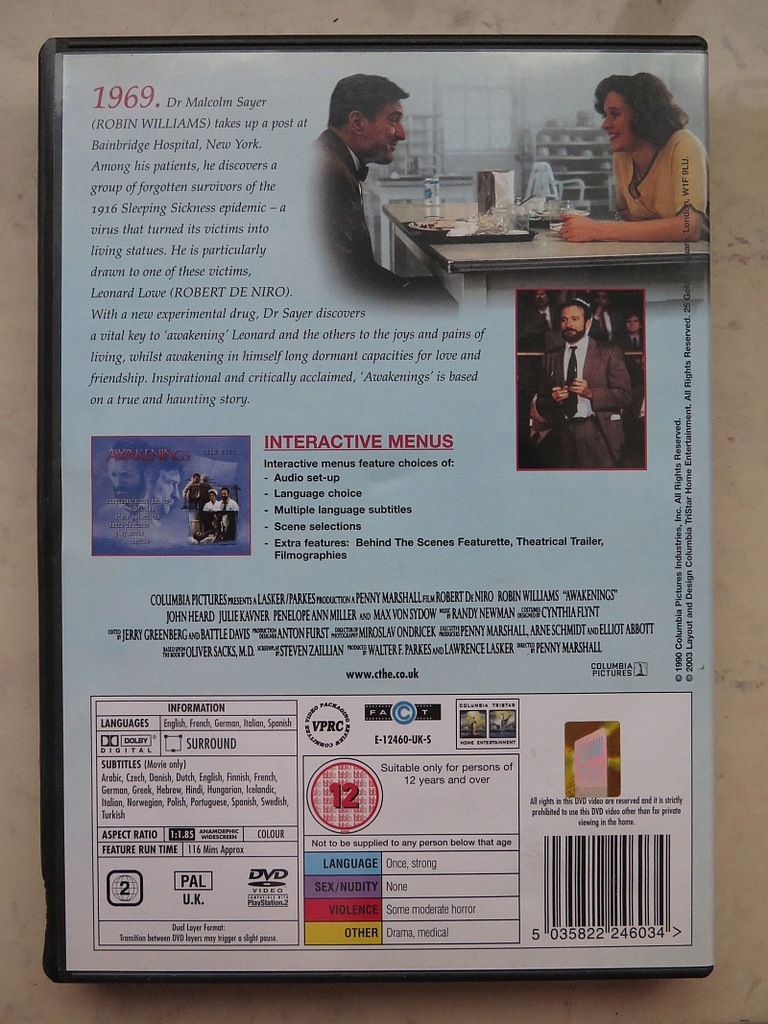 1969. Dr Malcolm Sayer
(ROBIN WILLIAMS) takes up a post at
Bainbridge Hospital, New York.
Among his patients, he discovers a
group of forgotten survivors of the
1916 Sleeping Sickness epidemic – a
virus that turned its victims into
living statues. He is particularly
drawn to one of these victims,
Leonard Lowe (ROBERT DE NIRO).
With a new experimental drug, Dr Sayer discovers
a vital key to 'awakening' Leonard and the others to the joys and pains of
living, whilst awakening in himself long dormant capacities for love and
friendship. Inspirational and critically acclaimed, 'Awakenings' is based
on a true and haunting story.
AWAKENINGS
MAIN MENU
INTERACTIVE MENUS
Interactive menus feature choices of:
- Audio set-up
- Language choice
- Multiple language subtitles
- Scene selections
- Extra features: Behind The Scenes Featurette, Theatrical Trailer,
Filmographies
COLUMBIA PICTURES PRESENTS A LASKER/PARKES PRODUCTION A PENNY MARSHALL FILM ROBERT DE NIRO ROBIN WILLIAMS "AWAKENINGS"
JOHN HEARD JULIE KAVNER PENELOPE ANN MILLER AND MAX VON SYDOW MUSIC BY RANDY NEWMAN COSTUMES DESIGNED BY CYNTHIA FLYNT
EDITED BY JERRY GREENBERG AND BATTLE DAVIS PRODUCTION DESIGNER ANTON FURST DIRECTOR OF PHOTOGRAPHY MIROSLAV ONDRICEK EXECUTIVE PRODUCERS PENNY MARSHALL, ARNE SCHMIDT AND ELLIOT ABBOTT
BASED UPON THE BOOK BY OLIVER SACKS, M.D. SCREENPLAY BY STEVEN ZAILLIAN PRODUCED BY WALTER F. PARKES AND LAWRENCE LASKER DIRECTED BY PENNY MARSHALL
www.cthe.co.uk
COLUMBIA
PICTURES
© 1990 Columbia Pictures Industries, Inc. All Rights Reserved.
© 2003 Layout and Design Columbia TriStar Home Entertainment. All Rights Reserved. 25 London, W1F 9LU.
INFORMATION
LANGUAGES English, French, German, Italian, Spanish
DOLBY
DIGITAL
SURROUND
SUBTITLES (Movie only)
Arabic, Czech, Danish, Dutch, English, Finnish, French,
German, Greek, Hebrew, Hindi, Hungarian, Icelandic,
Italian, Norwegian, Polish, Portuguese, Spanish, Swedish,
Turkish
ASPECT RATIO 1:1.85 ANAMORPHIC WIDESCREEN COLOUR
FEATURE RUN TIME 116 Mins Approx
2
PAL
U.K.
DVD
VIDEO
COMPATIBLE WITH
PlayStation.2
Dual Layer Format:
Transition between DVD layers may trigger a slight pause.
VIDEO PACKAGING REVIEW COMMITTEE
VPRC
FACT
E-12460-UK-S
COLUMBIA TRISTAR
HOME ENTERTAINMENT
12
Suitable only for persons of
12 years and over
Not to be supplied to any person below that age
LANGUAGE Once, strong
SEX/NUDITY None
VIOLENCE Some moderate horror
OTHER Drama, medical
All rights in this DVD video are reserved and it is strictly
prohibited to use this DVD video other than for private
viewing in the home.
5 035822 246034 >